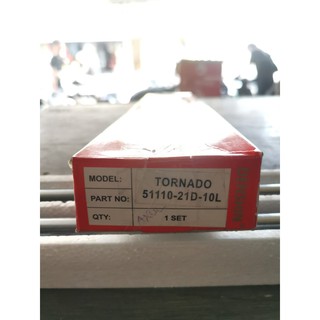 MODEL: TORNADO
PART NO: 51110-21D-10L
QTY: 1 SET